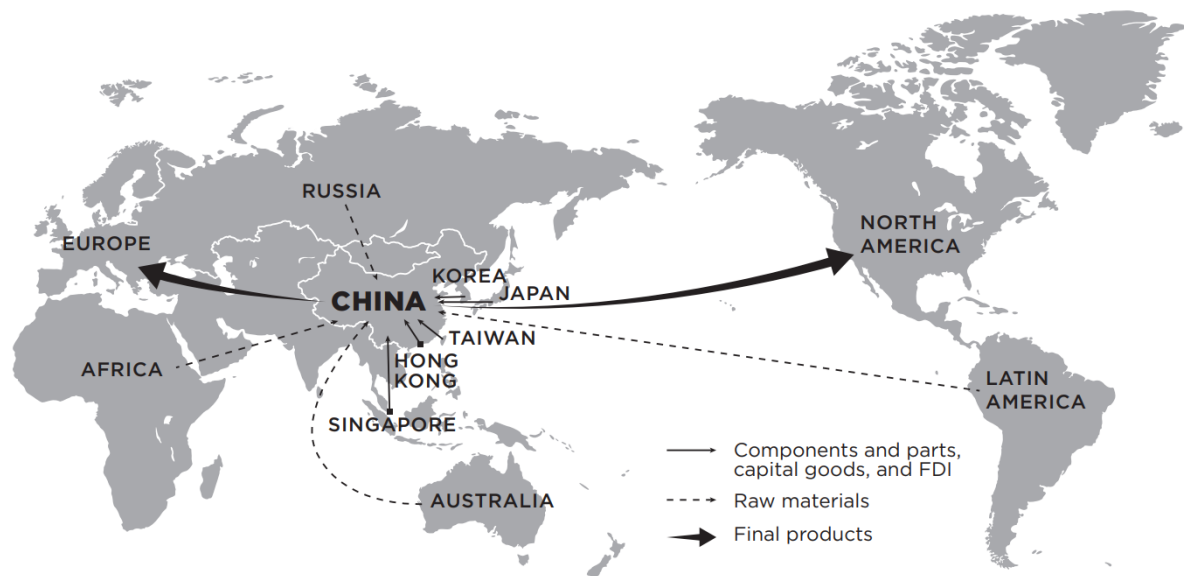 RUSSIA
EUROPE
NORTH
AMERICA
KOREA
CHINA
JAPAN
TAIWAN
AFRICA
HONG
KONG
LATIN
AMERICA
SINGAPORE
AUSTRALIA
Components and parts,
capital goods, and FDI
Raw materials
Final products